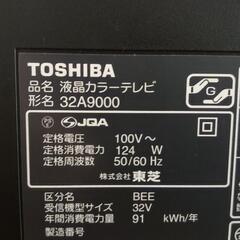 TOSHIBA
品名 / 液晶カラーテレビ
形名 / 32A9000
G
JQA
定格電圧 : 100V～
定格消費電力 : 124 W
定格周波数 : 50/60 Hz
株式会社 東芝
区分名 : BEE
受信機型サイズ : 32V
年間消費電力量 : 91 kWh/年
製造番号